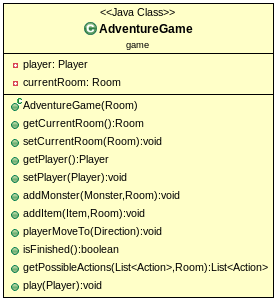 <<Java Class>>
C AdventureGame
game
player: Player
currentRoom: Room
C AdventureGame(Room)
getCurrentRoom():Room
setCurrentRoom(Room):void
getPlayer():Player
setPlayer(Player):void
addMonster(Monster,Room):void
addItem(Item,Room):void
playerMoveTo(Direction):void
isFinished():boolean
getPossibleActions(List<Action>,Room):List<Action>
play(Player):void